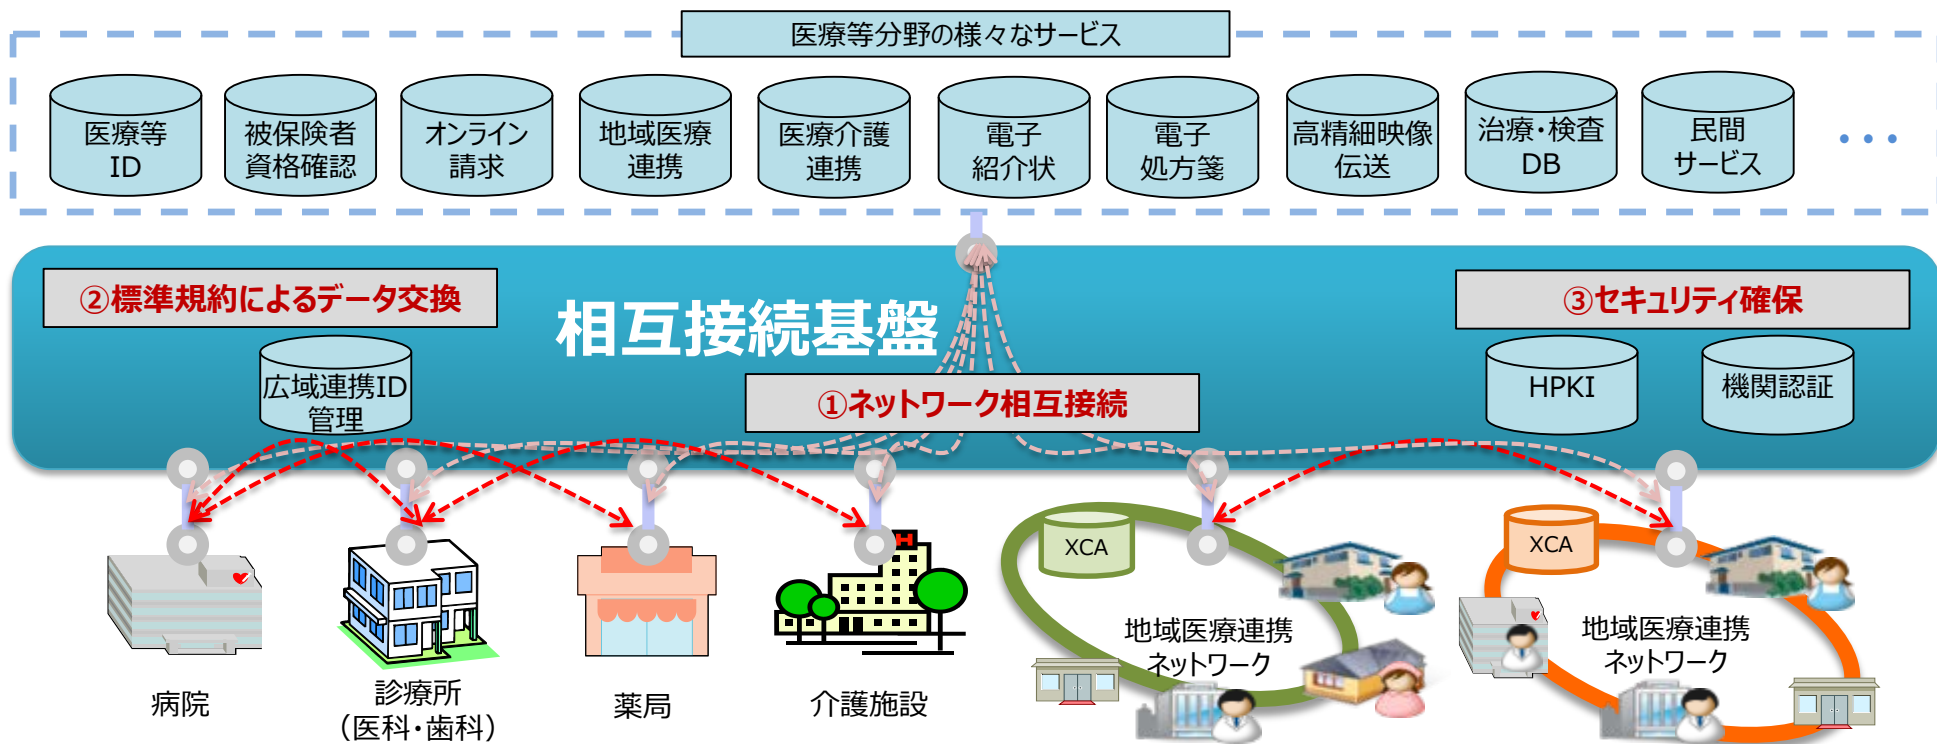 医療等分野の様々なサービス
医療等
ID
被保険者
資格確認
オンライン
請求
地域医療
連携
医療介護
連携
電子
紹介状
電子
処方箋
高精細映像
伝送
治療・検査
DB
民間
サービス
・・・
②標準規約によるデータ交換
相互接続基盤
③セキュリティ確保
広域連携ID
管理
①ネットワーク相互接続
HPKI
機関認証
XCA
XCA
H
地域医療連携
ネットワーク
地域医療連携
ネットワーク
病院
診療所
（医科・歯科）
薬局
介護施設